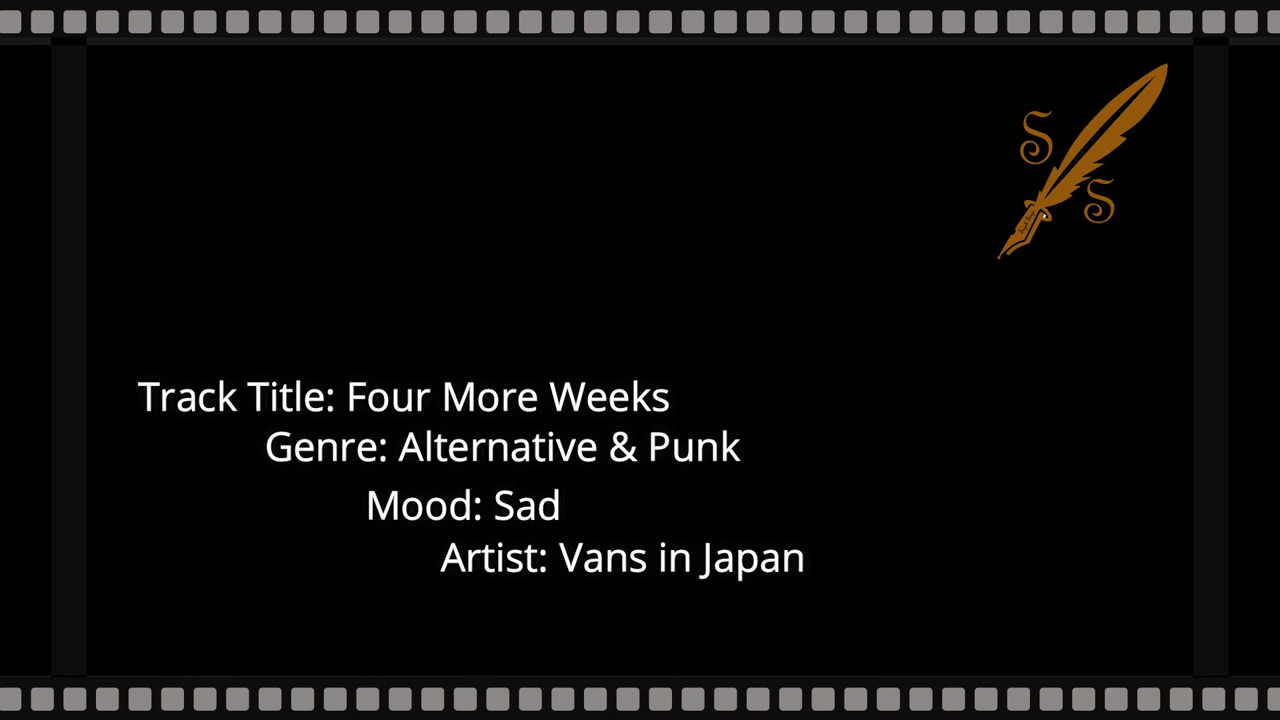 S
S
Track Title: Four More Weeks
Genre: Alternative & Punk
Mood: Sad
Artist: Vans in Japan